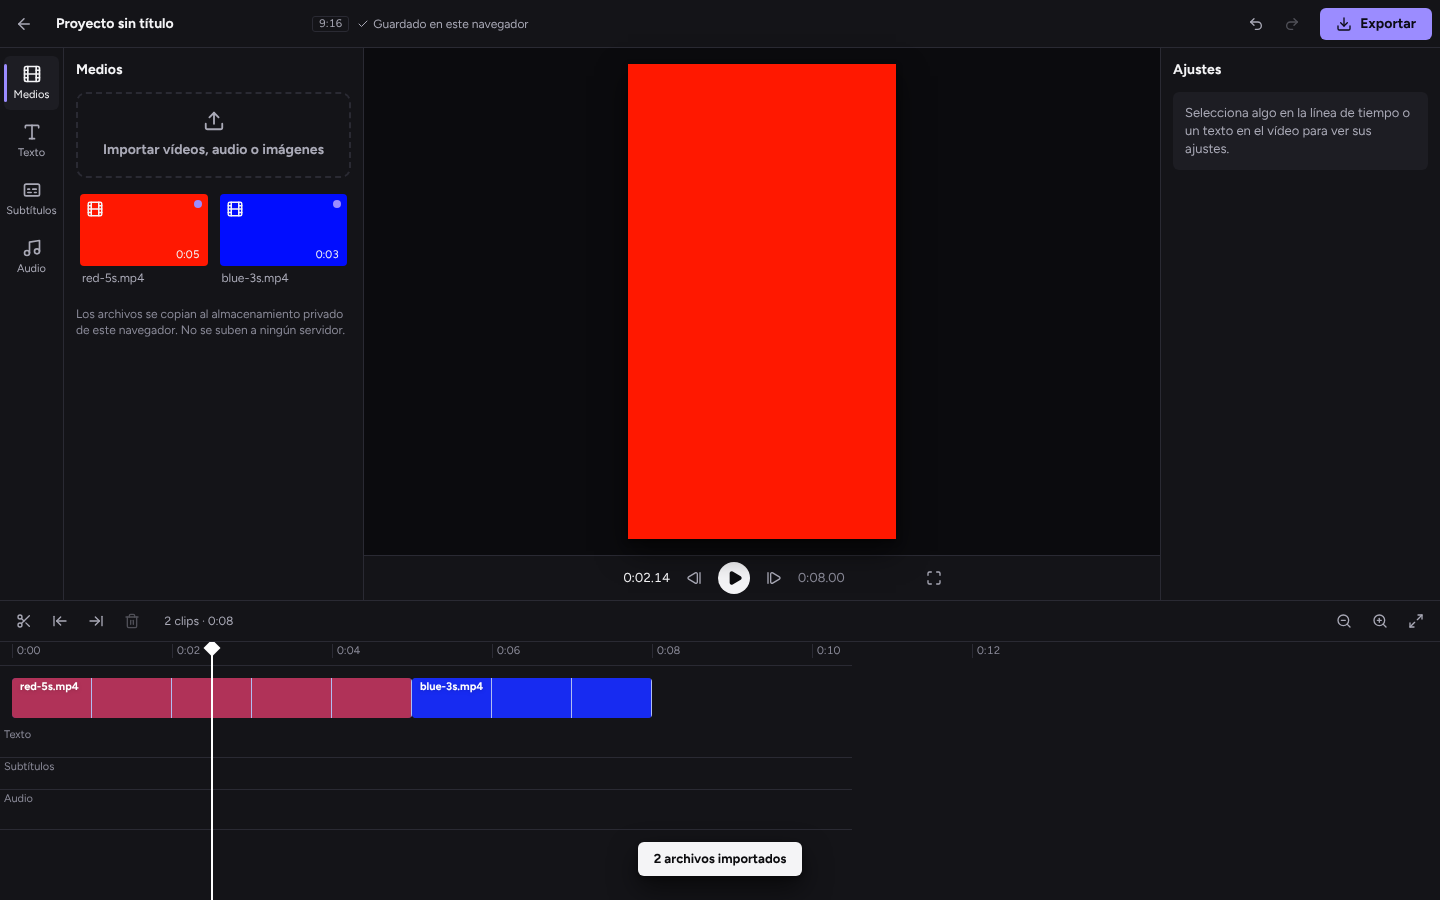 Proyecto sin título
9:16
Guardado en este navegador
Exportar
Medios
Texto
Subtítulos
Audio
Medios
Importar vídeos, audio o imágenes
0:05
0:03
red-5s.mp4
blue-3s.mp4
Los archivos se copian al almacenamiento privado
de este navegador. No se suben a ningún servidor.
0:02.14
0:08.00
Ajustes
Selecciona algo en la línea de tiempo o
un texto en el vídeo para ver sus
ajustes.
2 clips · 0:08
0:00
0:02
0:04
0:06
0:08
0:10
0:12
red-5s.mp4
blue-3s.mp4
Texto
Subtítulos
Audio
2 archivos importados